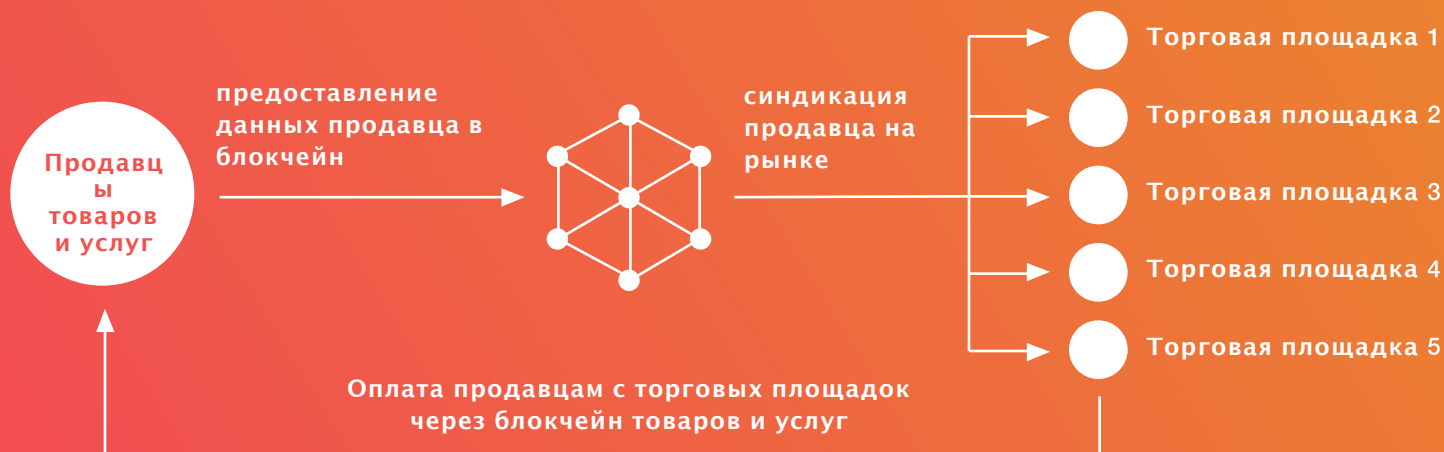 Продавц
ы
товаров
и услуг
предоставление
данных продавца в
блокчейн
синдикация
продавца на
рынке
Торговая площадка 1
Торговая площадка 2
Торговая площадка 3
Торговая площадка 4
Торговая площадка 5
Оплата продавцам с торговых площадок
через блокчейн товаров и услуг